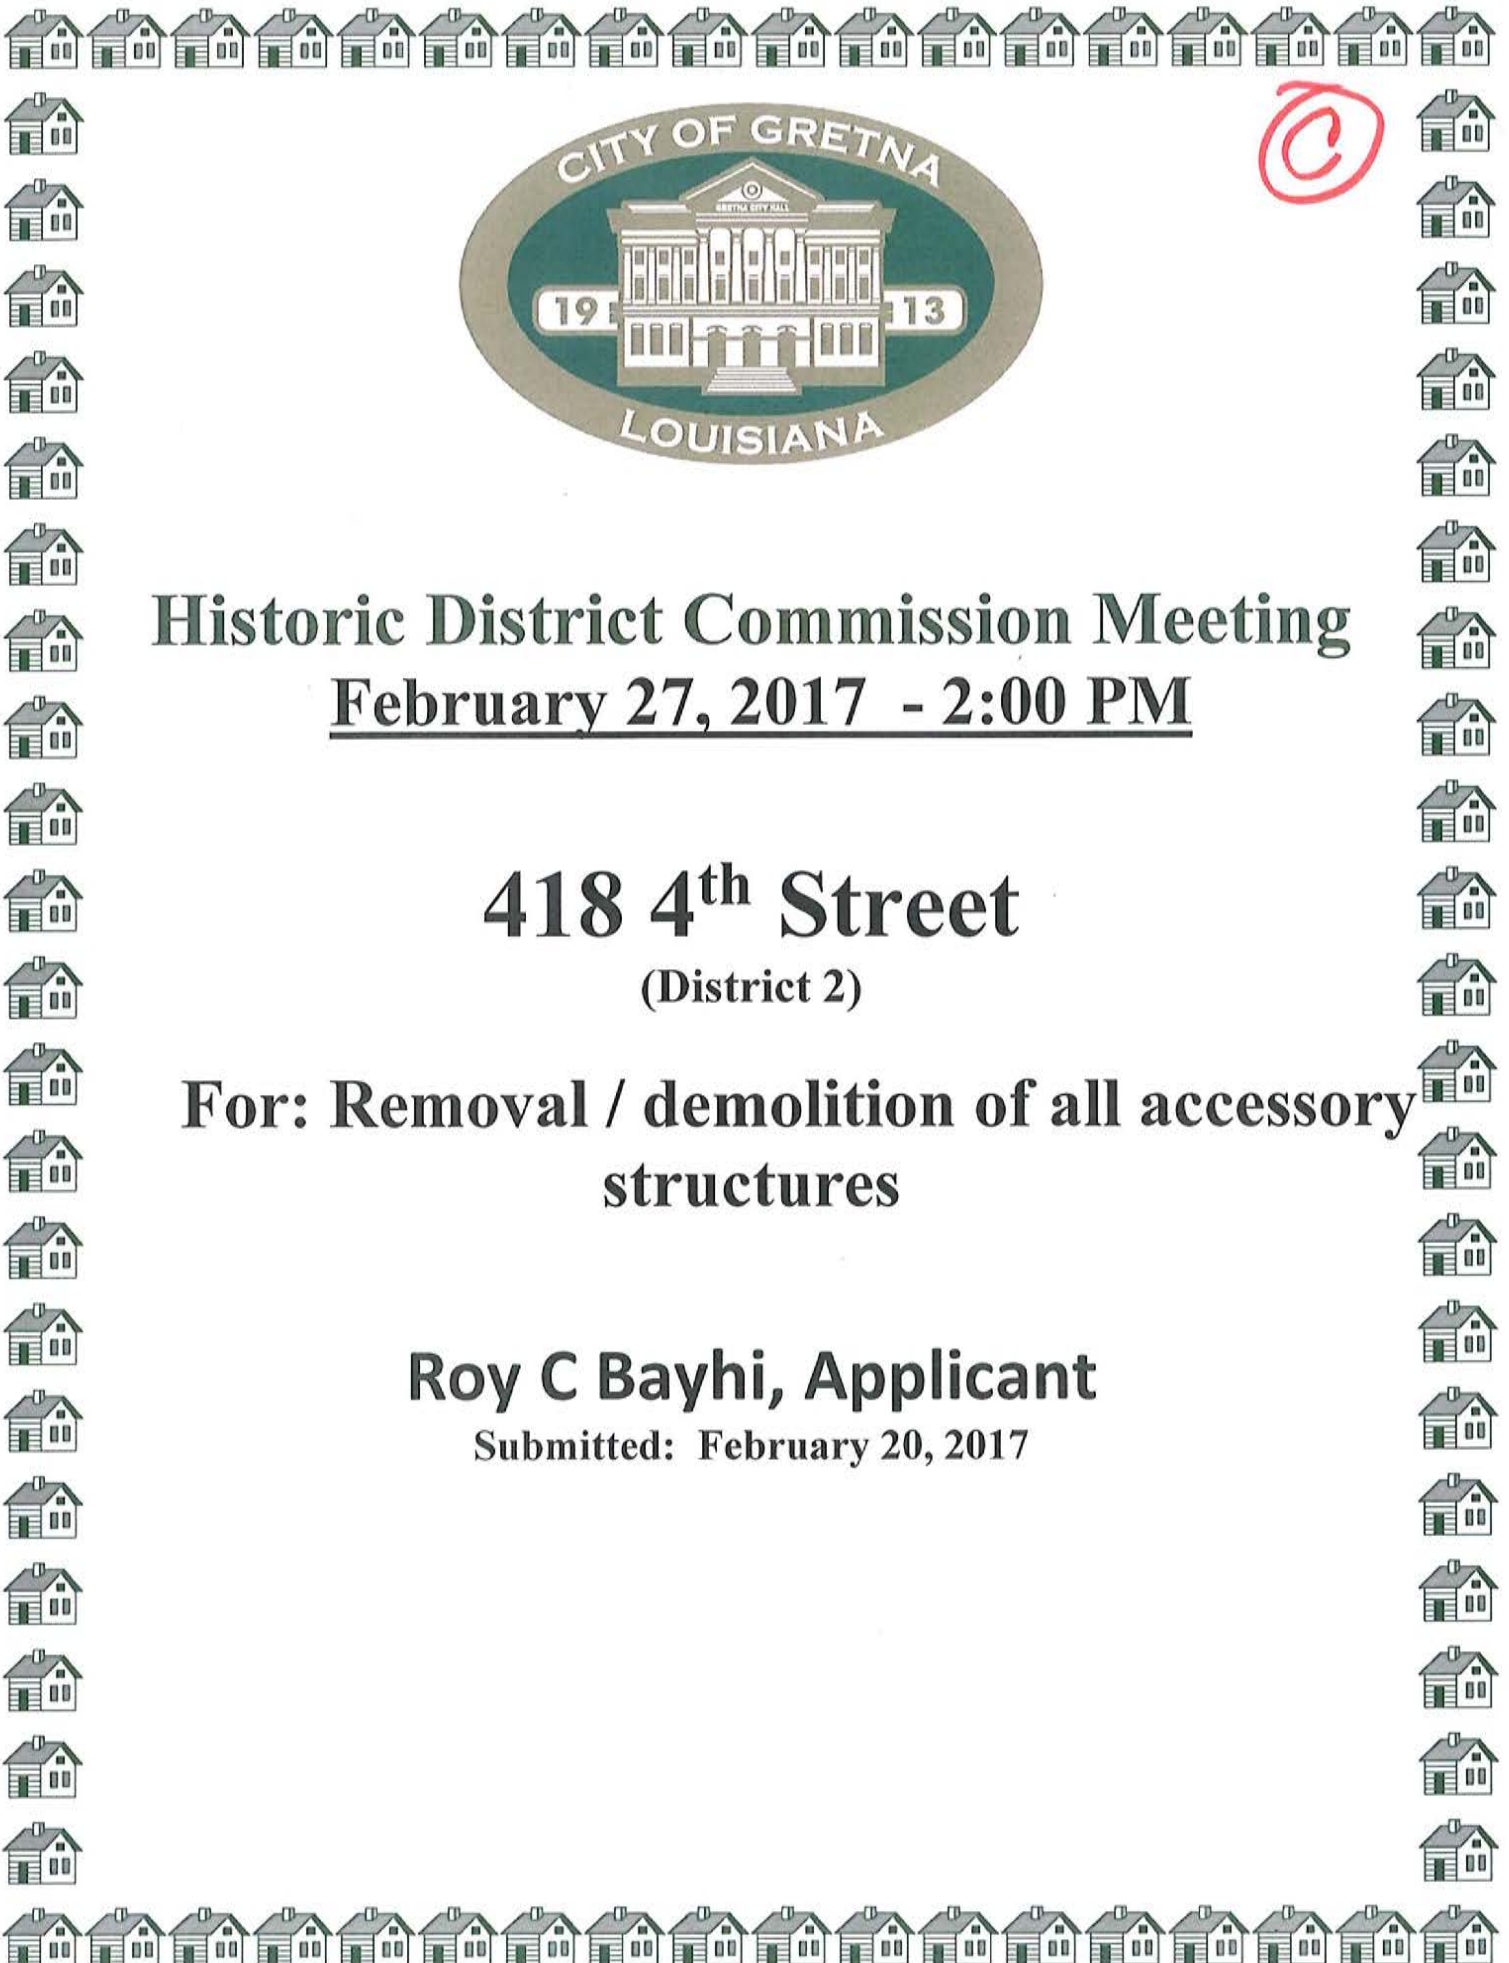 C
CITY OF GRETNA
GRETNA CITY HALL
19 13
LOUISIANA
Historic District Commission Meeting
February 27, 2017 - 2:00 PM
418 4th Street
(District 2)
For: Removal / demolition of all accessory
structures
Roy C Bayhi, Applicant
Submitted: February 20, 2017